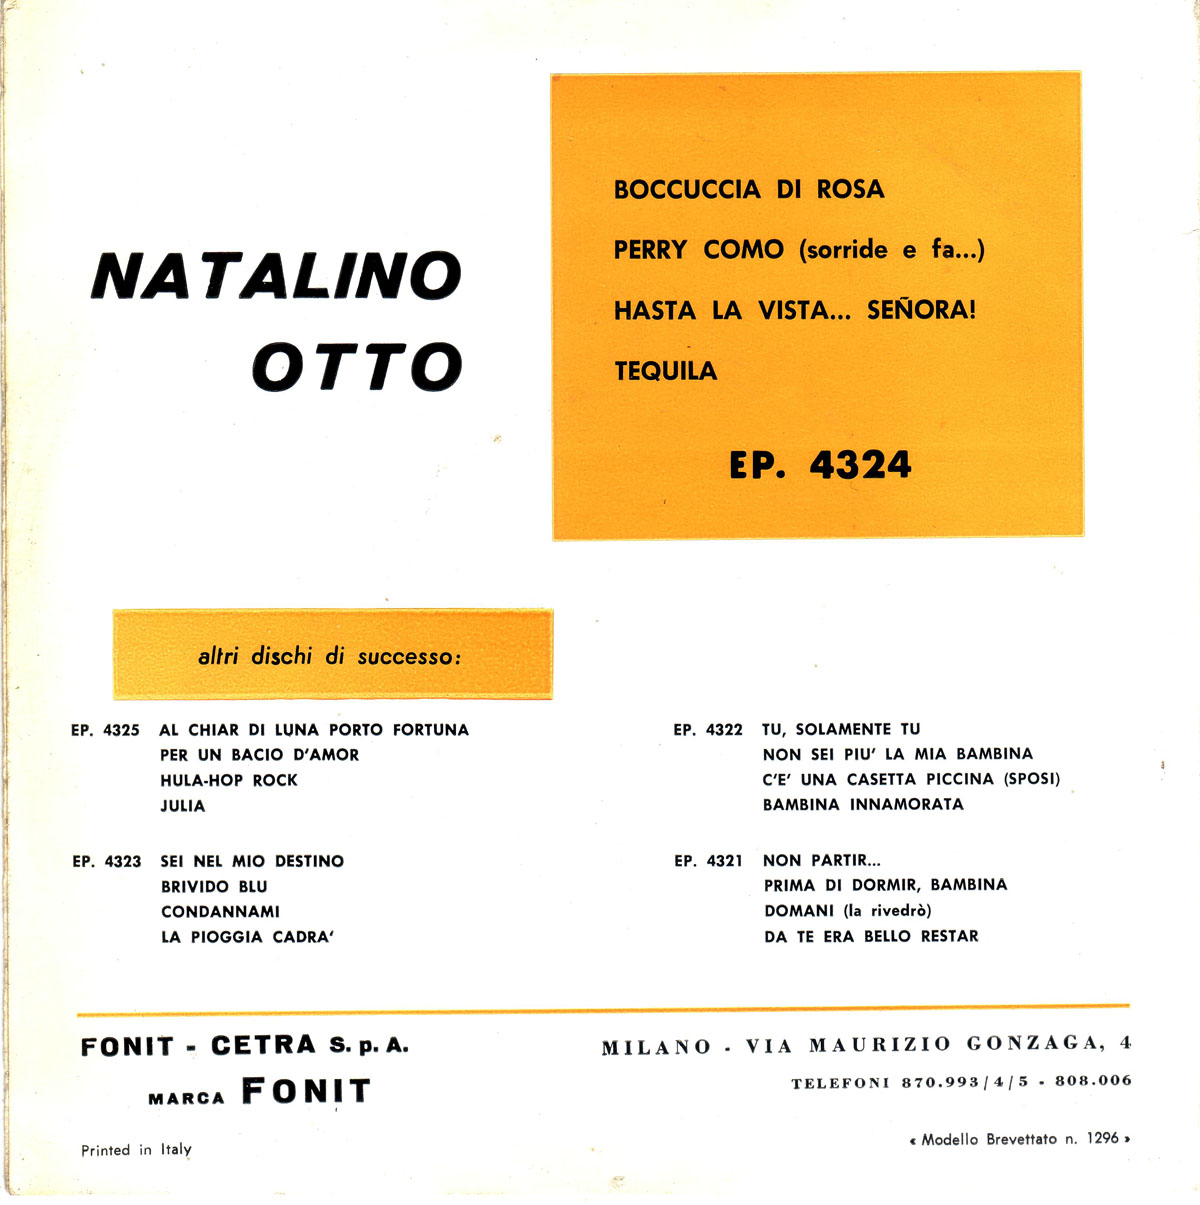 NATALINO
OTTO
BOCCUCCIA DI ROSA
PERRY COMO (sorride e fa...)
HASTA LA VISTA... SEÑORA!
TEQUILA
EP. 4324
altri dischi di successo:
EP. 4325 AL CHIAR DI LUNA PORTO FORTUNA
PER UN BACIO D'AMOR
HULA-HOP ROCK
JULIA
EP. 4323 SEI NEL MIO DESTINO
BRIVIDO BLU
CONDANNAMI
LA PIOGGIA CADRA'
EP. 4322 TU, SOLAMENTE TU
NON SEI PIU' LA MIA BAMBINA
C'E' UNA CASETTA PICCINA (SPOSI)
BAMBINA INNAMORATA
EP. 4321 NON PARTIR...
PRIMA DI DORMIR, BAMBINA
DOMANI (la rivedrò)
DA TE ERA BELLO RESTAR
FONIT - CETRA S. p. A.
MARCA FONIT
Printed in Italy
MILANO - VIA MAURIZIO GONZAGA, 4
TELEFONI 870.993/4/5 - 808.006
« Modello Brevettato n. 1296 »